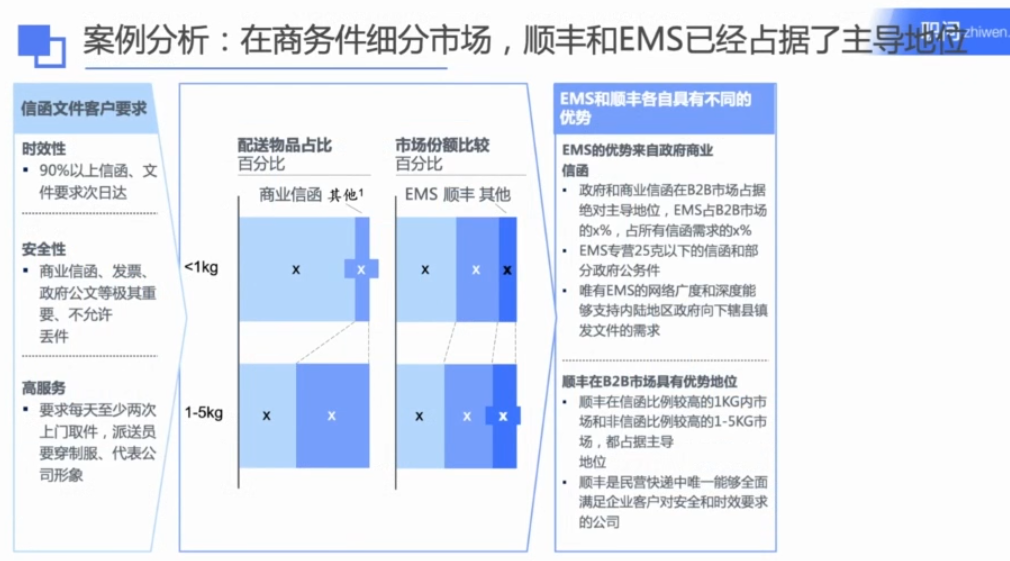 案例分析：在商务件细分市场，顺丰和EMS已经占据了主导地位
zhiwen.
信函文件客户要求
时效性
▪ 90%以上信函、文
件要求次日达
安全性
▪ 商业信函、发票、
政府公文等极其重
要、不允许
丢件
高服务
▪ 要求每天至少两次
上门取件，派送员
要穿制服、代表公
司形象
配送物品占比
百分比
商业信函 其他¹
市场份额比较
百分比
EMS 顺丰 其他
<1kg
x
x
x
x
x
1-5kg
x
x
x
x
x
EMS和顺丰各自具有不同的
优势
EMS的优势来自政府商业
信函
▪ 政府和商业信函在B2B市场占据
绝对主导地位，EMS占B2B市场
的x%，占所有信函需求的x%
▪ EMS专营25克以下的信函和部
分政府公务件
▪ 唯有EMS的网络广度和深度能
够支持内陆地区政府向下辖县镇
发文件的需求
顺丰在B2B市场具有优势地位
▪ 顺丰在信函比例较高的1KG内市
场和非信函比例较高的1-5KG市
场，都占据主导
地位
▪ 顺丰是民营快递中唯一能够全面
满足企业客户对安全和时效要求
的公司